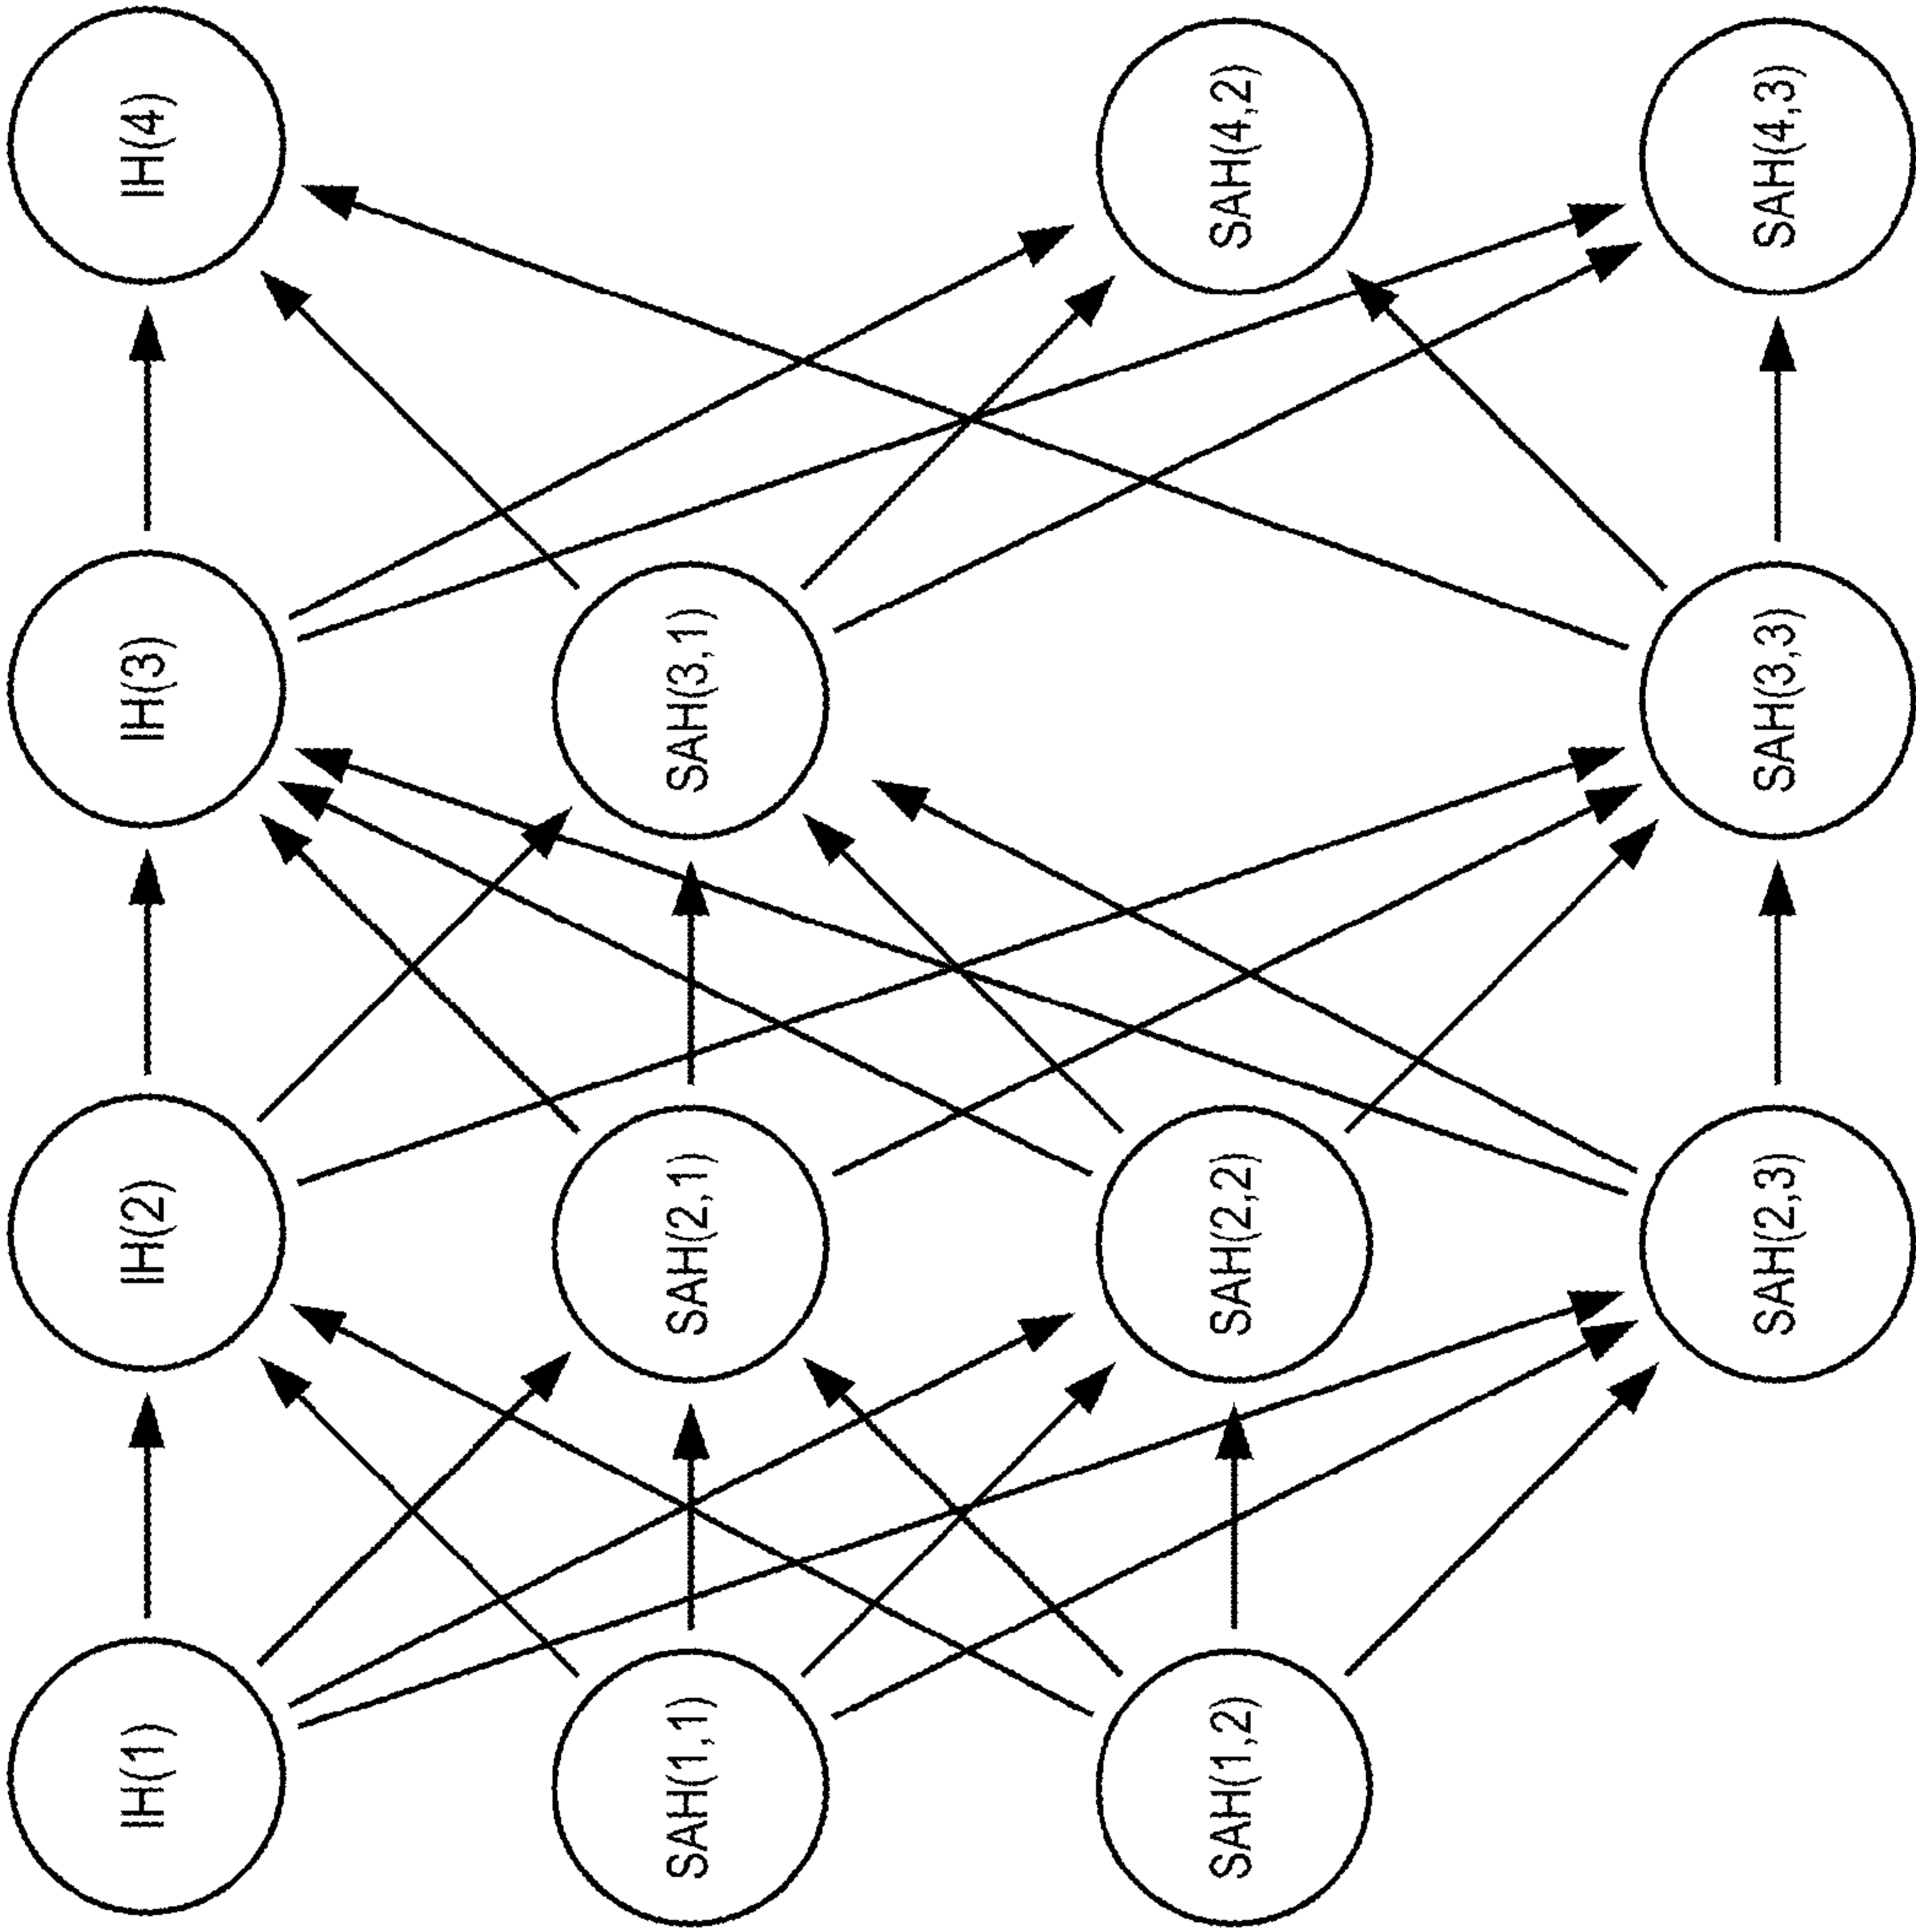 IH(1)
IH(2)
IH(3)
IH(4)
SAH(1,1)
SAH(2,1)
SAH(3,1)
SAH(1,2)
SAH(2,2)
SAH(4,2)
SAH(2,3)
SAH(3,3)
SAH(4,3)